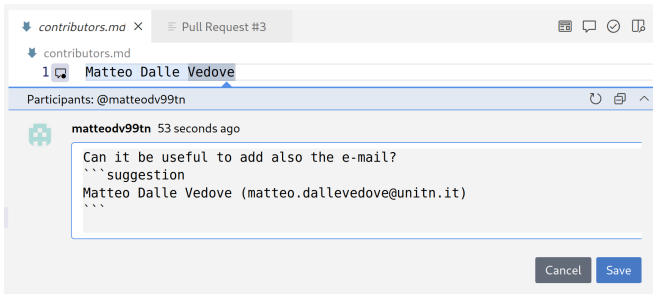 contributors.md Pull Request #3
contributors.md
1 Matteo Dalle Vedove
Participants: @matteodv99tn
matteodv99tn 53 seconds ago
Can it be useful to add also the e-mail?
```suggestion
Matteo Dalle Vedove (matteo.dallevedove@unitn.it)
```
Cancel Save